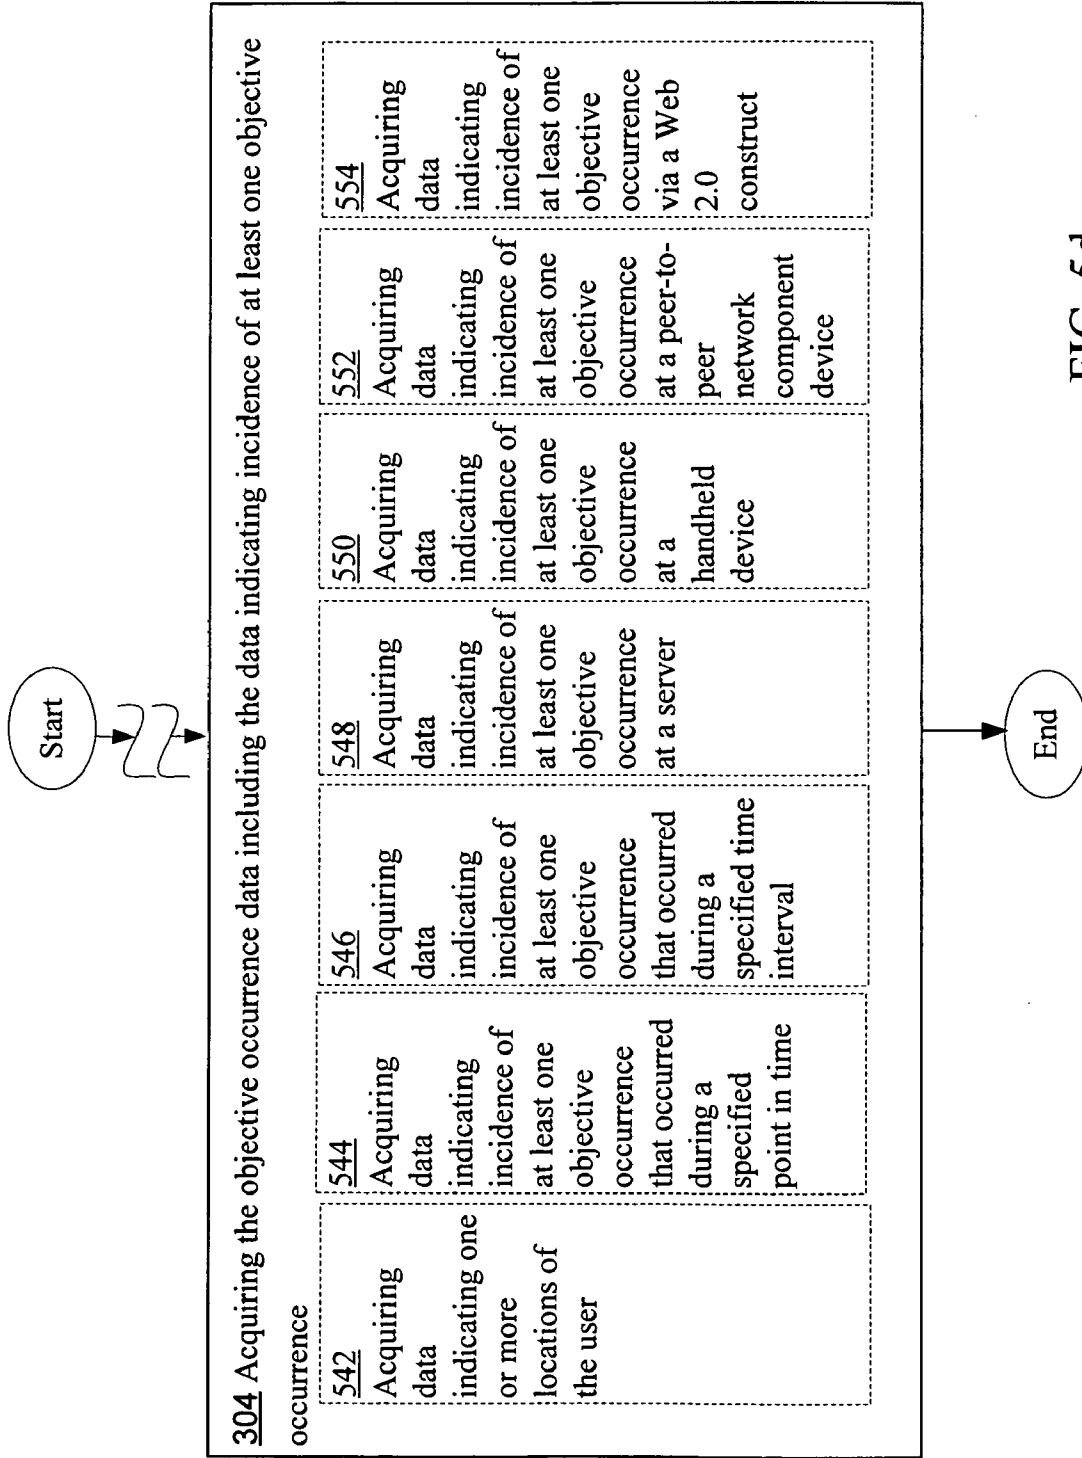 Start
304 Acquiring the objective occurrence data including the data indicating incidence of at least one objective
occurrence
542
Acquiring
data
indicating one
or more
locations of
the user
544
Acquiring
data
indicating
incidence of
at least one
objective
occurrence
that occurred
during a
specified
point in time
546
Acquiring
data
indicating
incidence of
at least one
objective
occurrence
that occurred
during a
specified time
interval
548
Acquiring
data
indicating
incidence of
at least one
objective
occurrence
at a server
550
Acquiring
data
indicating
incidence of
at least one
objective
occurrence
at a
handheld
device
552
Acquiring
data
indicating
incidence of
at least one
objective
occurrence
at a peer-to-
peer
network
component
device
554
Acquiring
data
indicating
incidence of
at least one
objective
occurrence
via a Web
2.0
construct
End
FIG. 5d